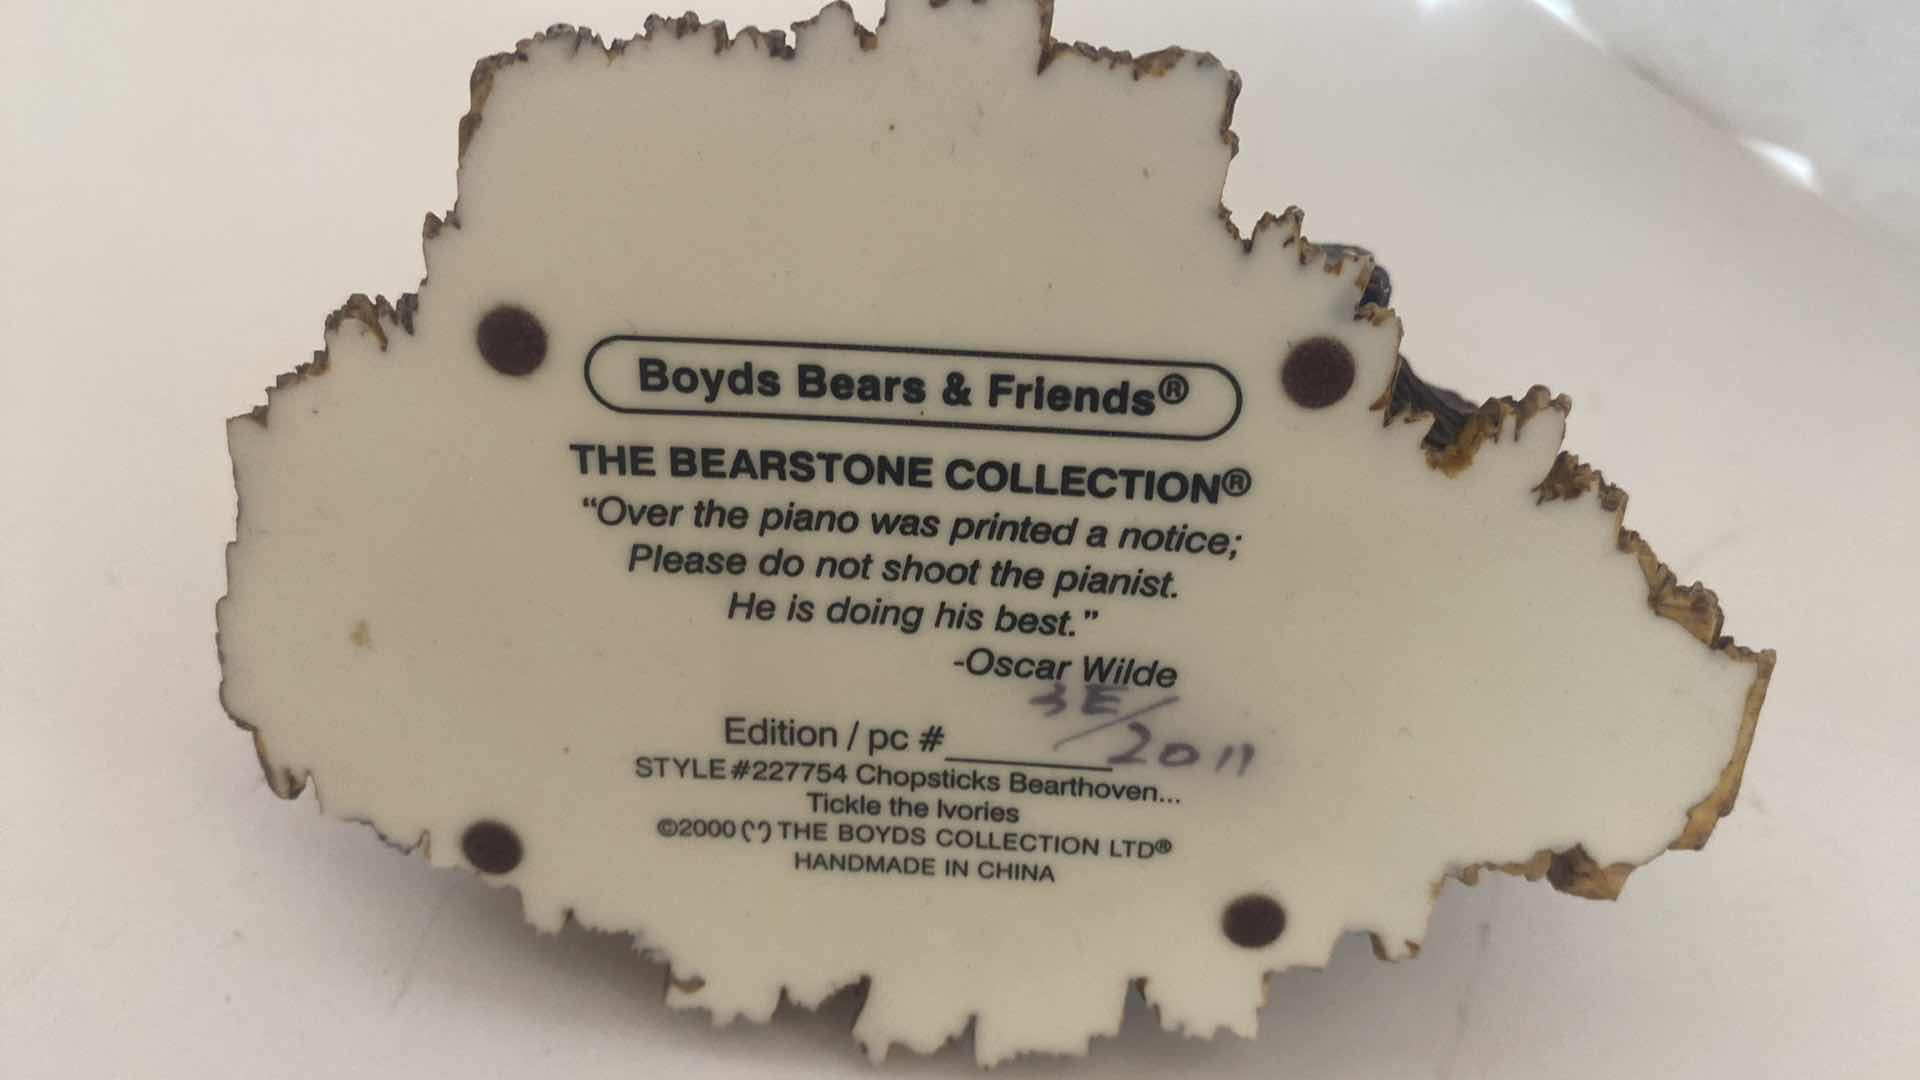 Boyds Bears & Friends®
THE BEARSTONE COLLECTION®
“Over the piano was printed a notice;
Please do not shoot the pianist.
He is doing his best.”
-Oscar Wilde
3E/
Edition / pc #______ 2011
STYLE#227754 Chopsticks Bearthoven...
Tickle the Ivories
©2000 THE BOYDS COLLECTION LTD®
HANDMADE IN CHINA